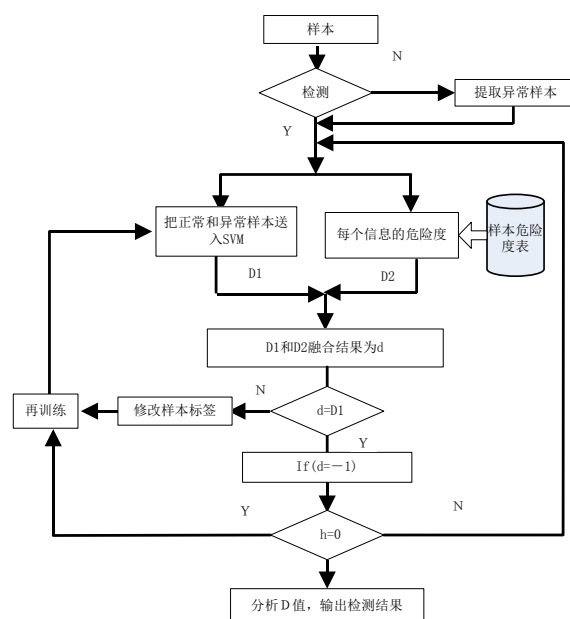 样本
N
检测
提取异常样本
Y
把正常和异常样本送
入SVM
每个信息的危险度
样本危险
度表
D1
D2
D1和D2融合结果为d
N
再训练
修改样本标签
d=D1
Y
If(d=－1)
Y
N
h=0
分析D值，输出检测结果